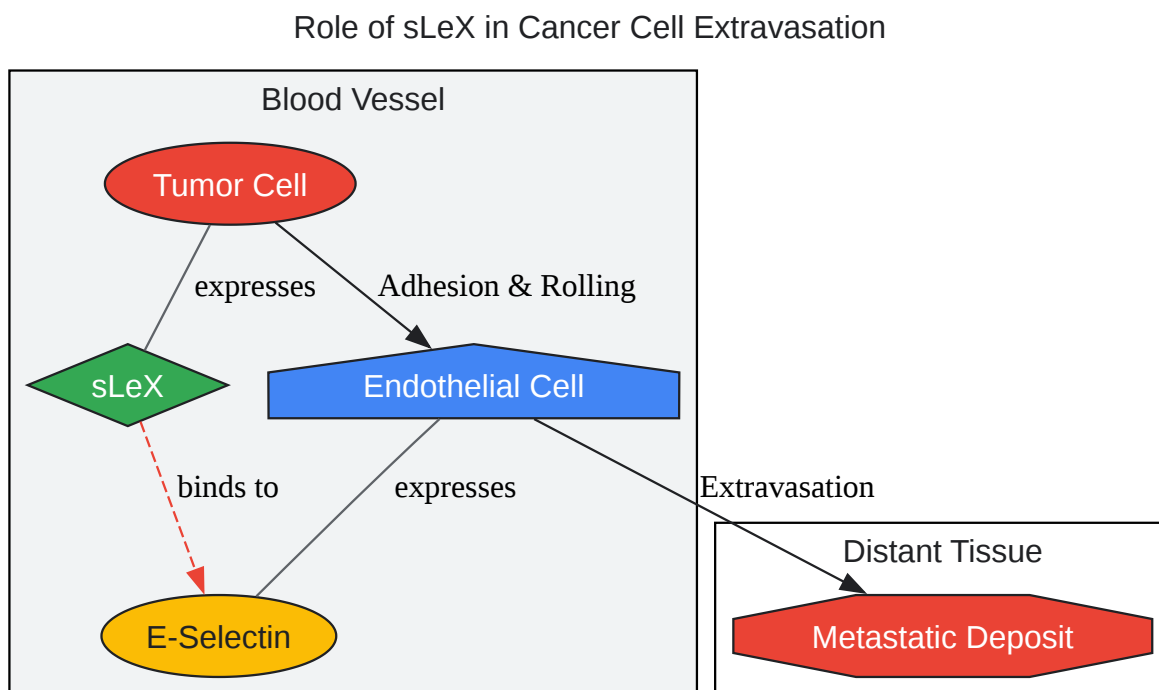 Role of sLeX in Cancer Cell Extravasation
Blood Vessel
Tumor Cell
expresses
Adhesion & Rolling
sLeX
Endothelial Cell
binds to
expresses
Extravasation
Distant Tissue
E-Selectin
Metastatic Deposit